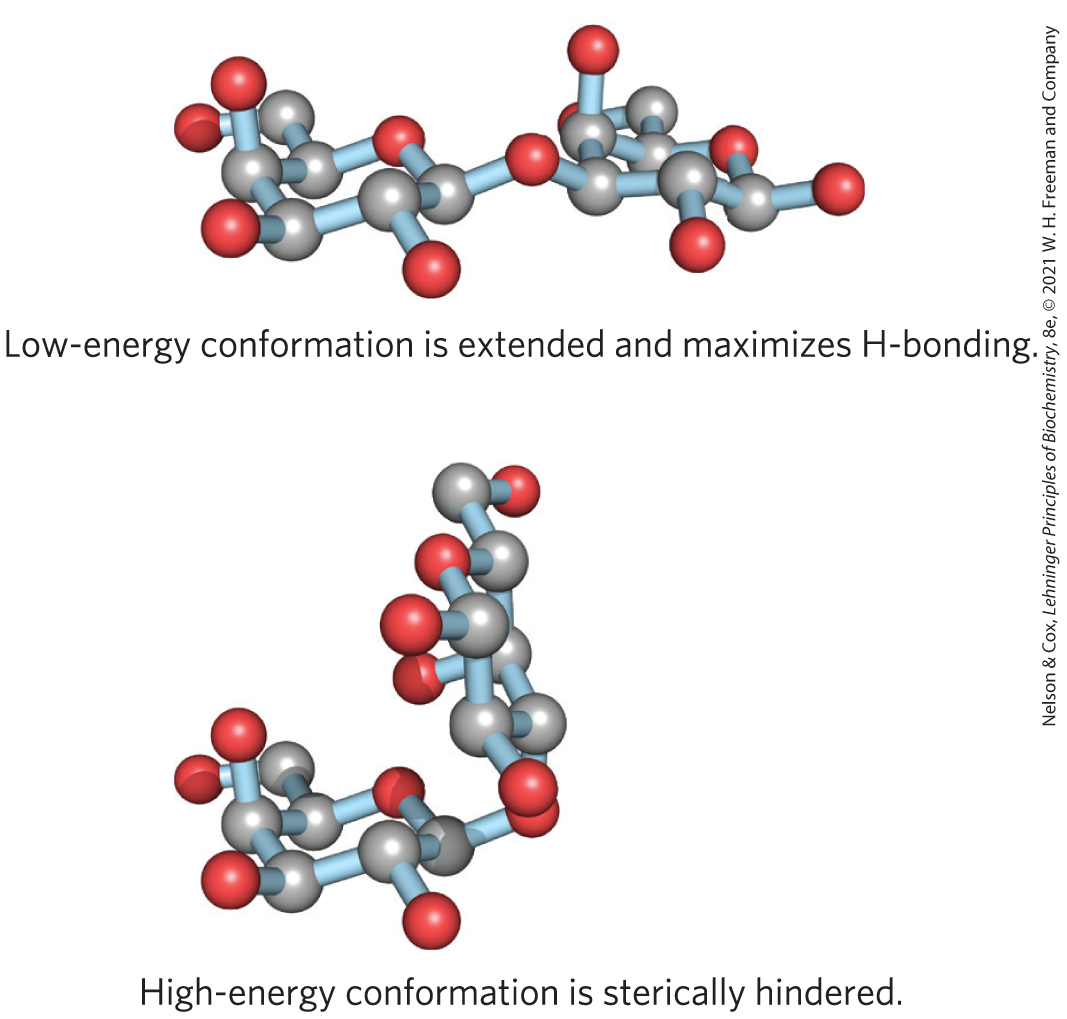 Low-energy conformation is extended and maximizes H-bonding.
High-energy conformation is sterically hindered.
Nelson & Cox, Lehninger Principles of Biochemistry, 8e, © 2021 W. H. Freeman and Company